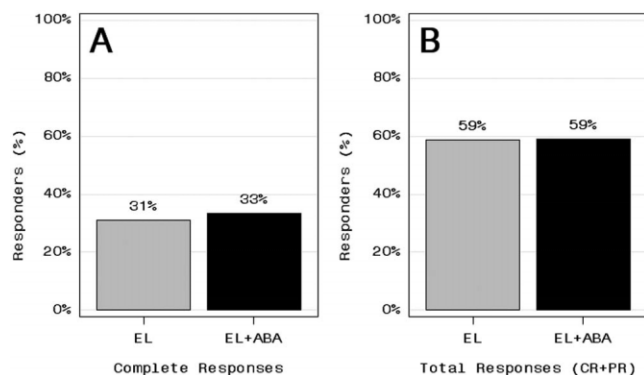 A
100%
80%
60%
40%
20%
0%
Responders (%)
31%
33%
EL
EL+ABA
Complete Responses
B
100%
80%
60%
40%
20%
0%
Responders (%)
59%
59%
EL
EL+ABA
Total Responses (CR+PR)